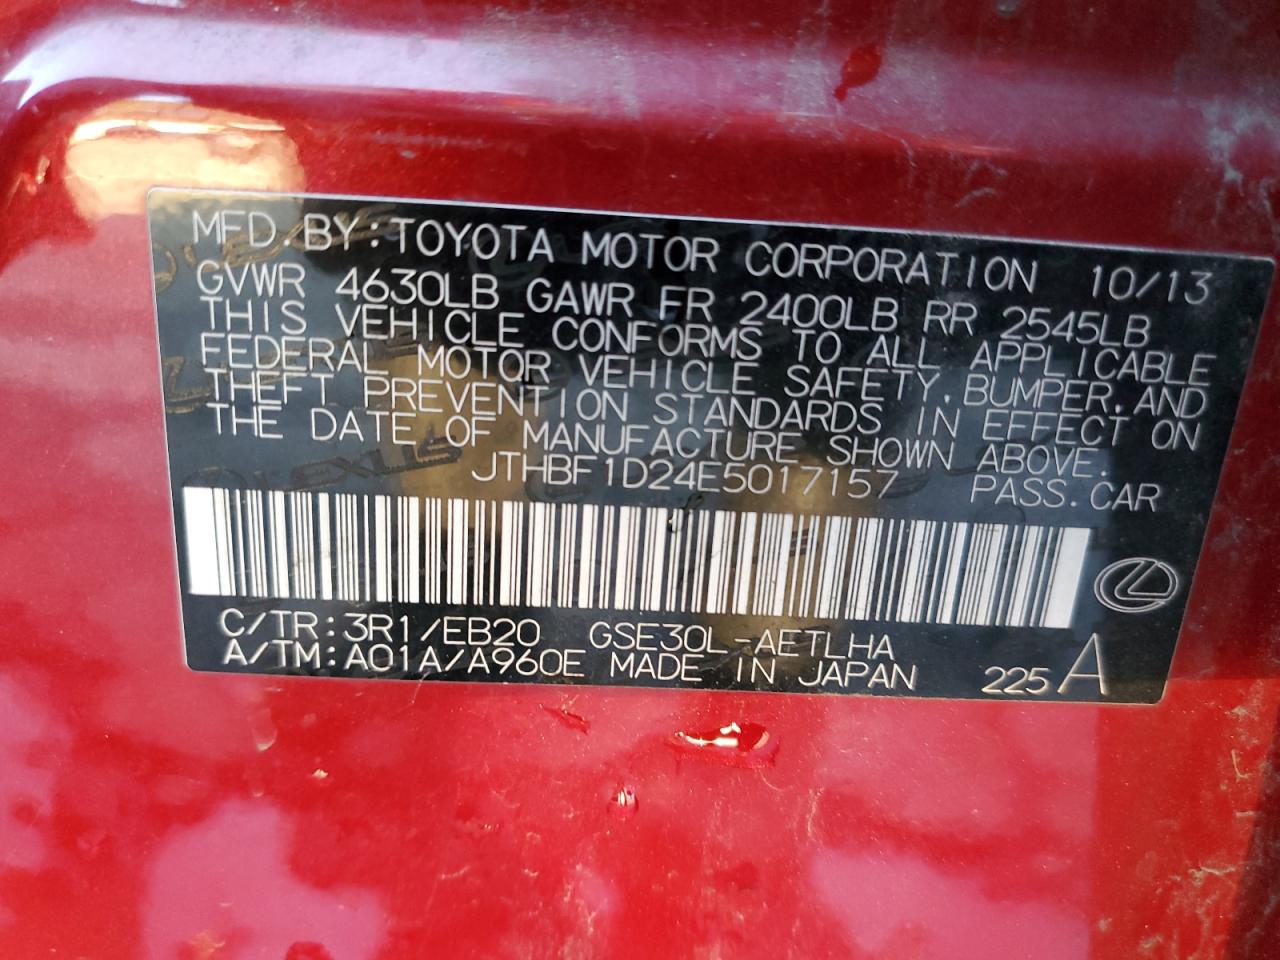 MFD. BY: TOYOTA MOTOR CORPORATION 10/13
GVWR 4630LB GAWR FR 2400LB RR 2545LB
THIS VEHICLE CONFORMS TO ALL APPLICABLE
FEDERAL MOTOR VEHICLE SAFETY, BUMPER, AND
THEFT PREVENTION STANDARDS IN EFFECT ON
THE DATE OF MANUFACTURE SHOWN ABOVE.
JTHBF1D24E5017157 PASS. CAR
C/TR: 3R1/EB20 GSE30L-AETLHA
A/TM: A01A/A960E MADE IN JAPAN 225 A